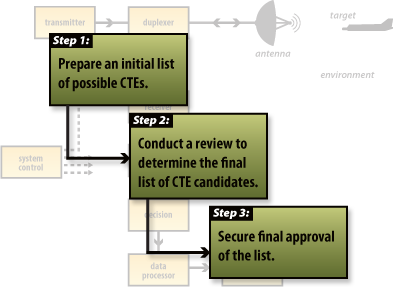 transmitter
duplexer
target
antenna
environment
Step 1:
Prepare an initial list
of possible CTEs.
receiver
Step 2:
Conduct a review to
determine the final
list of CTE candidates.
system
control
decision
Step 3:
Secure final approval
of the list.
data
processor